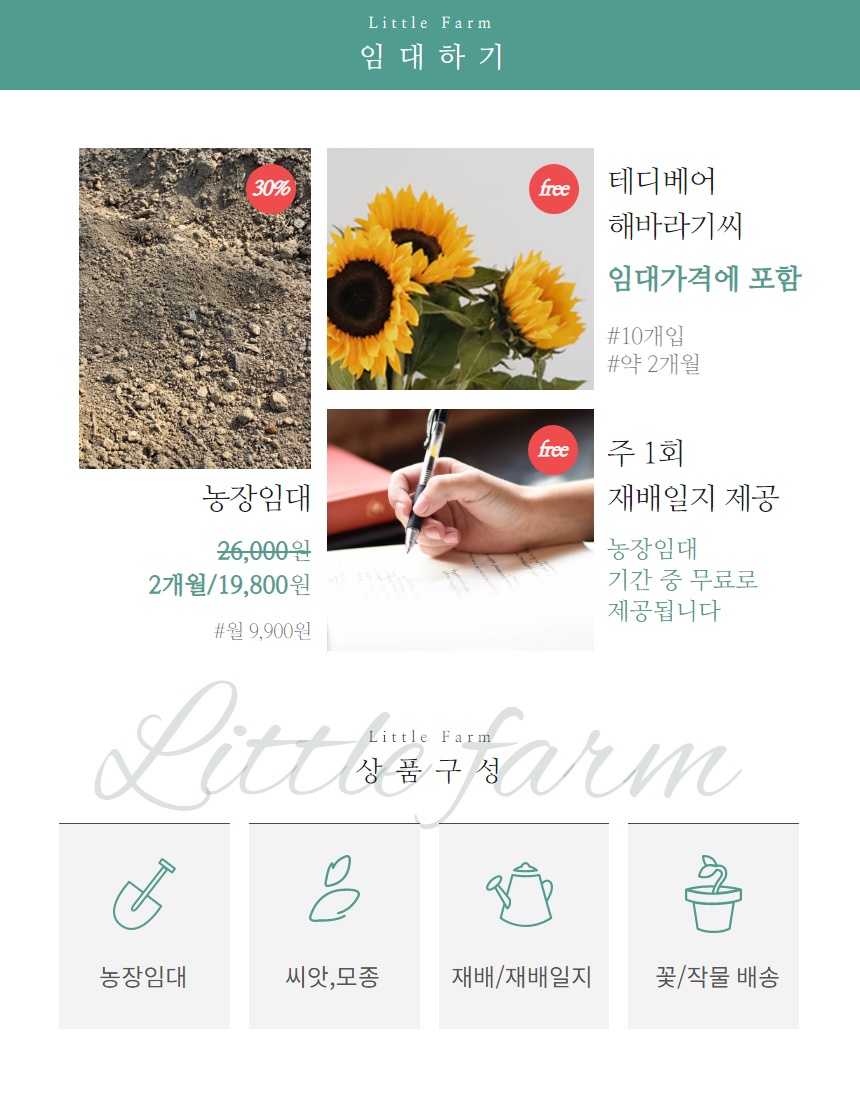 Little Farm
임대하기
30%
농장임대
26,000원
2개월/19,800원
#월 9,900원
free
테디베어
해바라기씨
임대가격에 포함
#10개입
#약 2개월
free
주 1회
재배일지 제공
농장임대
기간 중 무료로
제공됩니다
Little farm
Little Farm
상품구성
농장임대
씨앗,모종
재배/재배일지
꽃/작물 배송